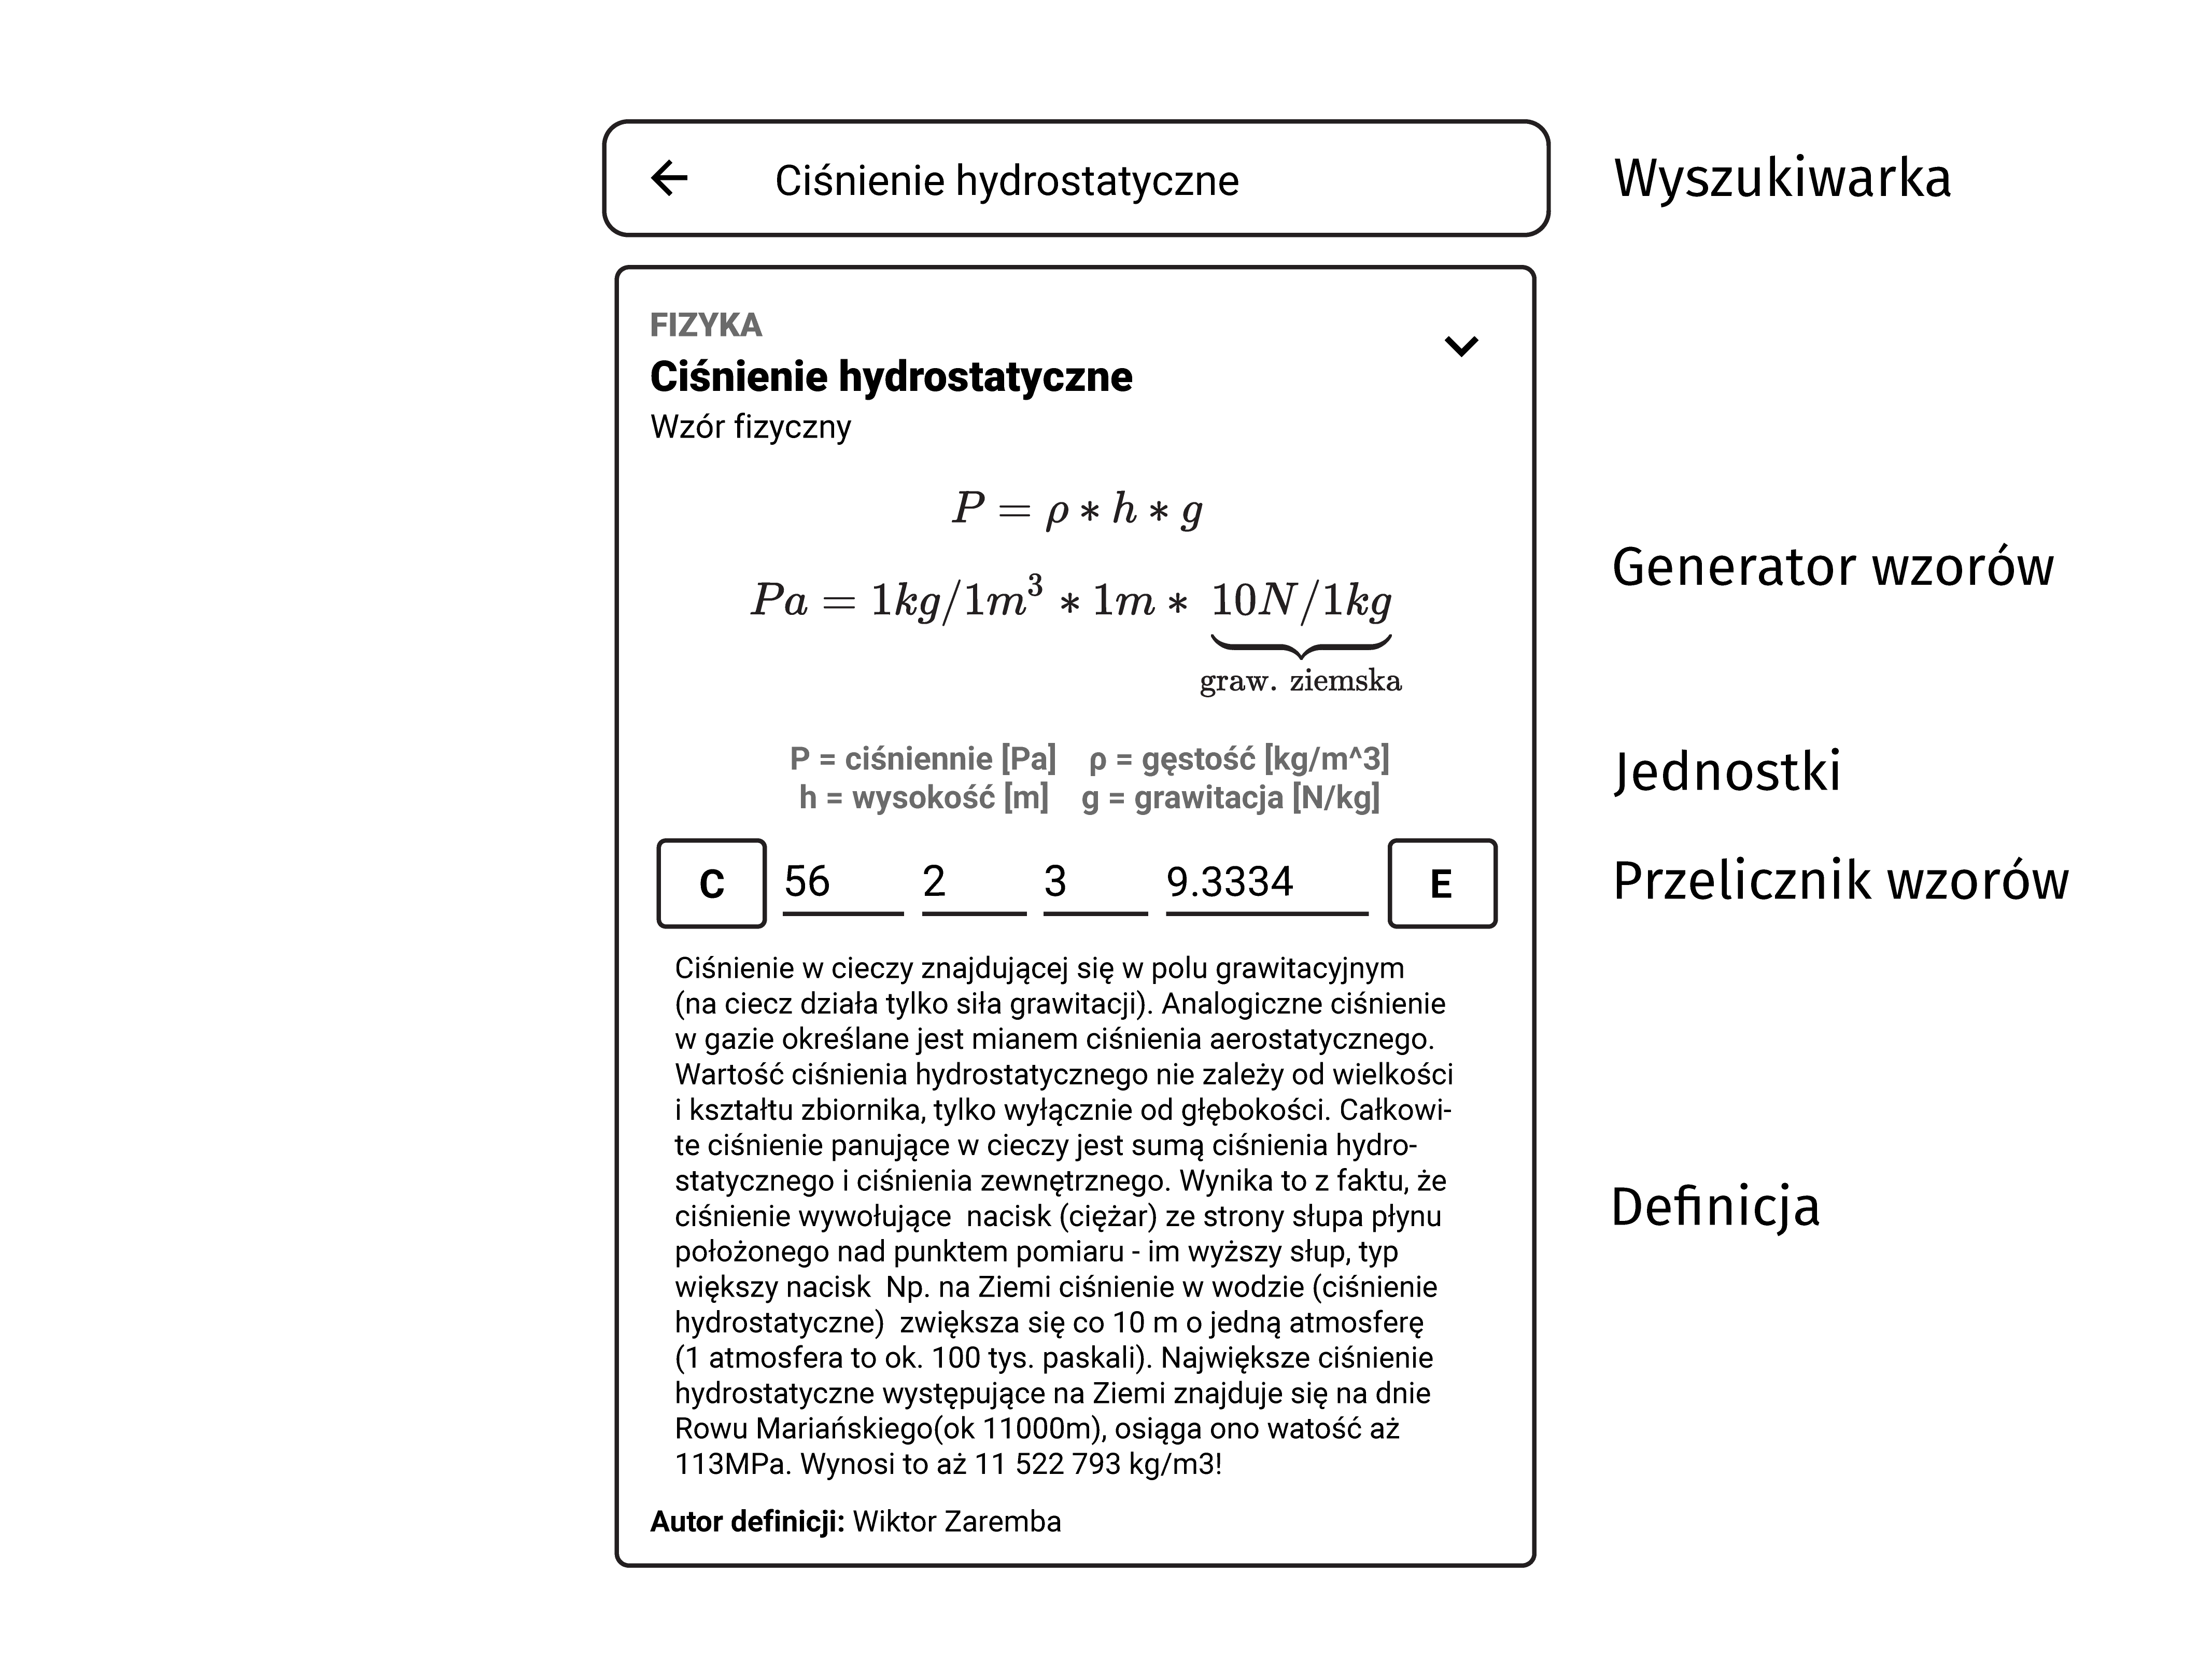 Ciśnienie hydrostatyczne
Wyszukiwarka
FIZYKA
Ciśnienie hydrostatyczne
Wzór fizyczny
P = ρ * h * g
Generator wzorów
Pa = 1kg/1m³ * 1m * 10N/1kg
graw. ziemska
P = ciśniennie [Pa] ρ = gęstość [kg/m^3]
h = wysokość [m] g = grawitacja [N/kg]
Jednostki
C 56 2 3 9.3334 E
Przelicznik wzorów
Ciśnienie w cieczy znajdującej się w polu grawitacyjnym
(na ciecz działa tylko siła grawitacji). Analogiczne ciśnienie
w gazie określane jest mianem ciśnienia aerostatycznego.
Wartość ciśnienia hydrostatycznego nie zależy od wielkości
i kształtu zbiornika, tylko wyłącznie od głębokości. Całkowi-
te ciśnienie panujące w cieczy jest sumą ciśnienia hydro-
statycznego i ciśnienia zewnętrznego. Wynika to z faktu, że
ciśnienie wywołujące  nacisk (ciężar) ze strony słupa płynu
położonego nad punktem pomiaru - im wyższy słup, typ
większy nacisk  Np. na Ziemi ciśnienie w wodzie (ciśnienie
hydrostatyczne)  zwiększa się co 10 m o jedną atmosferę
(1 atmosfera to ok. 100 tys. paskali). Największe ciśnienie
hydrostatyczne występujące na Ziemi znajduje się na dnie
Rowu Mariańskiego(ok 11000m), osiąga ono watość aż
113MPa. Wynosi to aż 11 522 793 kg/m3!
Definicja
Autor definicji: Wiktor Zaremba